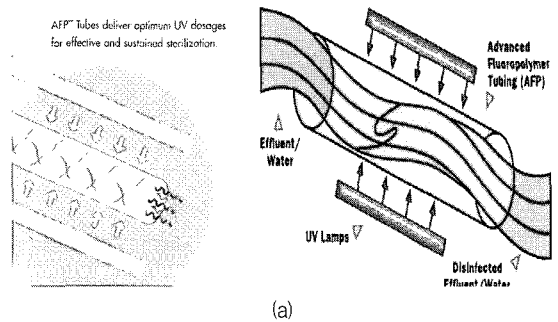 AFP™ Tubes deliver optimum UV dosages
for effective and sustained sterilization.
Advanced
Fluoropolymer
Tubing (AFP)
Effluent/
Water
UV Lamps
Disinfected
Effluent/Water
(a)